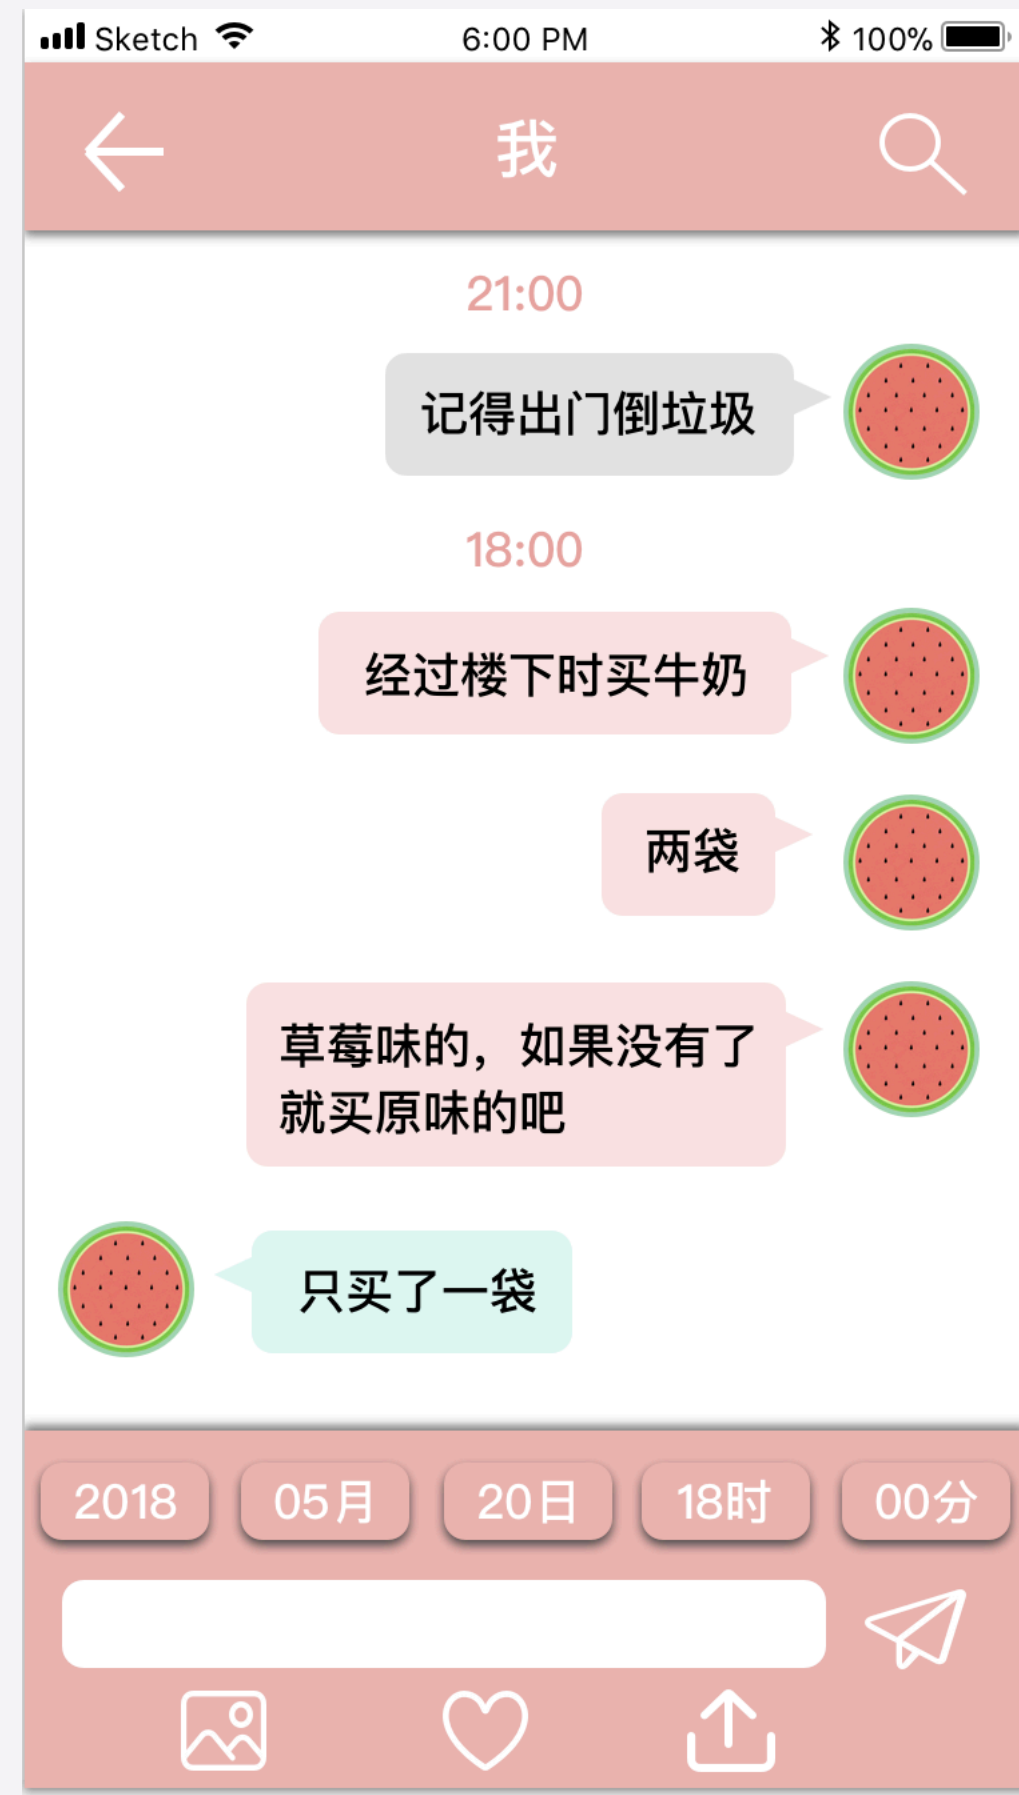 Sketch 6:00 PM 100%
我
21:00
记得出门倒垃圾
18:00
经过楼下时买牛奶
两袋
草莓味的，如果没有了
就买原味的吧
只买了一袋
2018 05月 20日 18时 00分